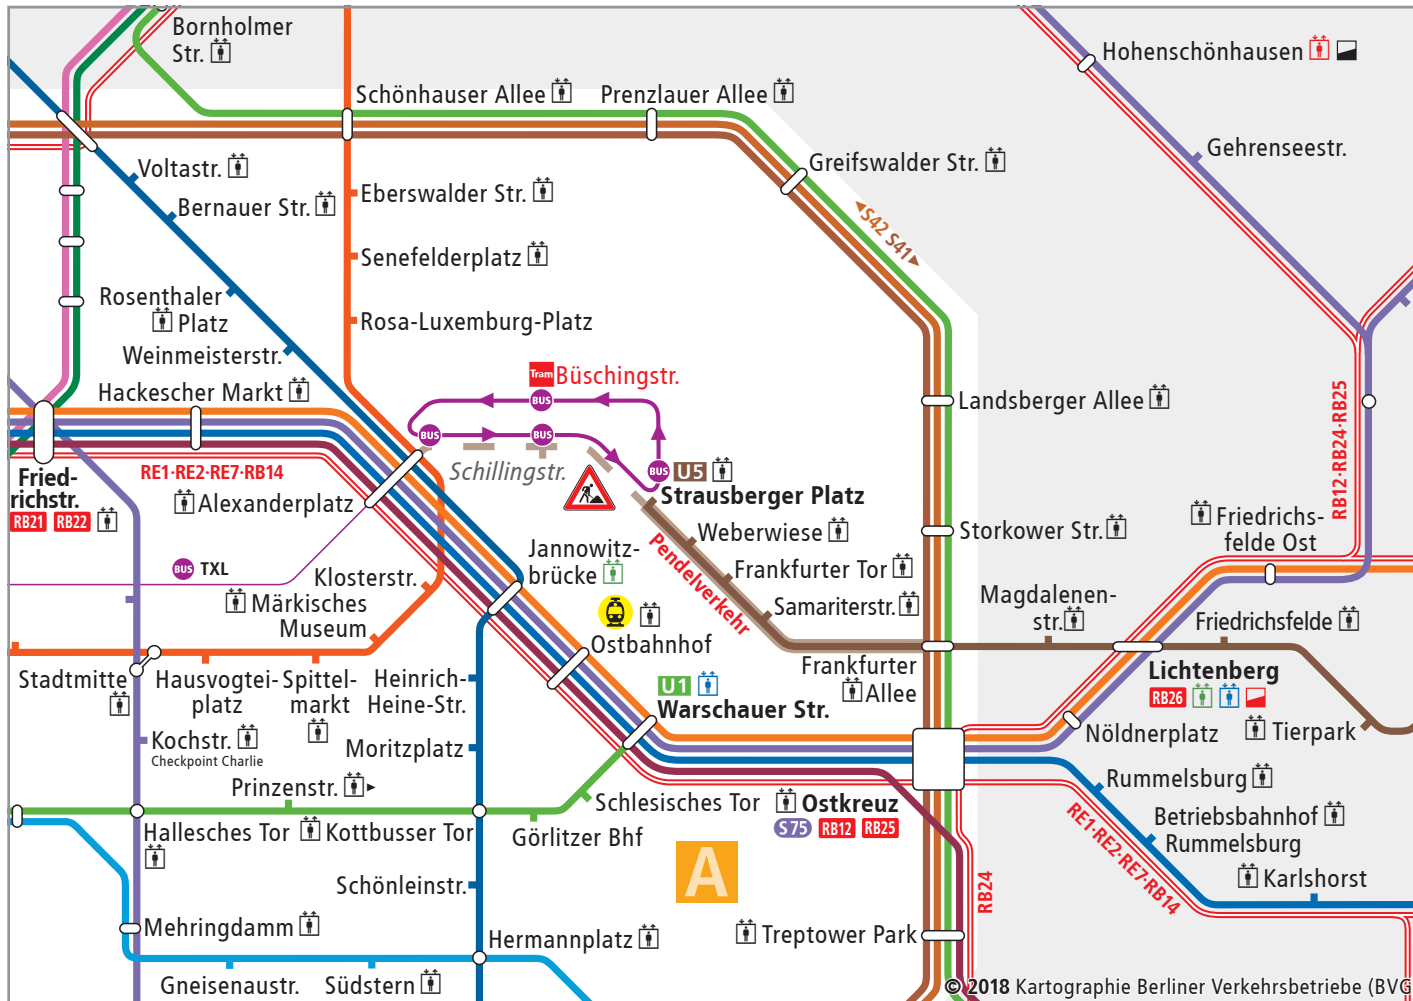 Bornholmer
Str.
Hohenschönhausen
Schönhauser Allee
Prenzlauer Allee
Gehrenseestr.
Greifswalder Str.
Voltastr.
Eberswalder Str.
Bernauer Str.
◄S42 S41►
Senefelderplatz
Rosenthaler
Platz
Rosa-Luxemburg-Platz
Weinmeisterstr.
Tram Büschingstr.
Hackescher Markt
BUS
BUS
BUS
Landsberger Allee
RB12·RB24·RB25
Schillingstr.
BUS
U5
Strausberger Platz
RE1·RE2·RE7·RB14
Fried-
richstr.
RB21 RB22
Alexanderplatz
Weberwiese
Storkower Str.
Friedrichs-
felde Ost
Pendelverkehr
Jannowitz-
brücke
Frankfurter Tor
BUS TXL
Klosterstr.
Samariterstr.
Magdalenen-
str.
Märkisches
Museum
Friedrichsfelde
Ostbahnhof
Frankfurter
Allee
Stadtmitte
Hausvogtei-
platz
Spittel-
markt
Heinrich-
Heine-Str.
Lichtenberg
RB26
U1
Warschauer Str.
Kochstr.
Checkpoint Charlie
Moritzplatz
Nöldnerplatz
Tierpark
Prinzenstr.
Schlesisches Tor
Ostkreuz
S75 RB12 RB25
Rummelsburg
Betriebsbahnhof
Rummelsburg
RE1·RE2·RE7·RB14
Hallesches Tor
Kottbusser Tor
Görlitzer Bhf
A
Schönleinstr.
Karlshorst
RB24
Mehringdamm
Hermannplatz
Treptower Park
Gneisenaustr.
Südstern
© 2018 Kartographie Berliner Verkehrsbetriebe (BVG